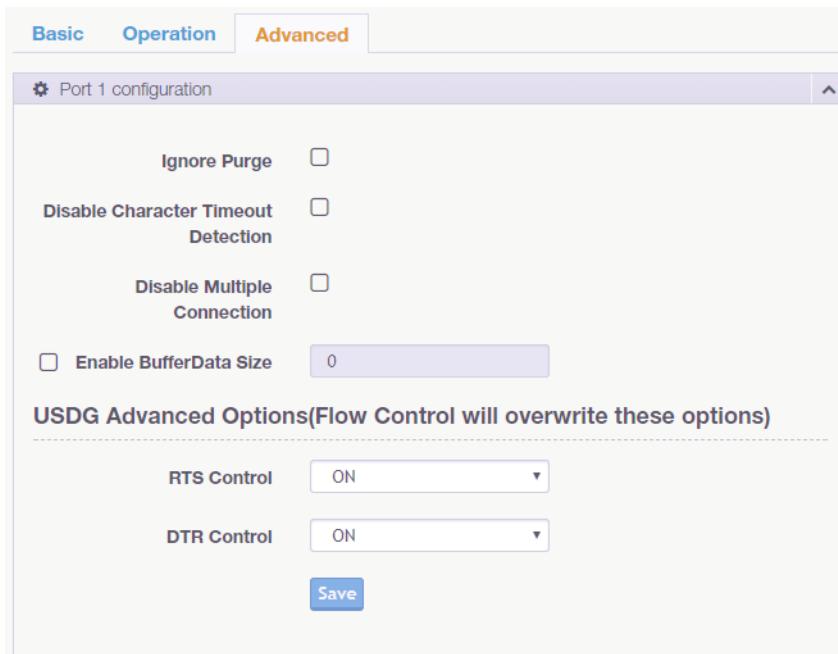 Basic Operation Advanced
Port 1 configuration
Ignore Purge
Disable Character Timeout
Detection
Disable Multiple
Connection
Enable BufferData Size 0
USDG Advanced Options(Flow Control will overwrite these options)
RTS Control ON
DTR Control ON
Save